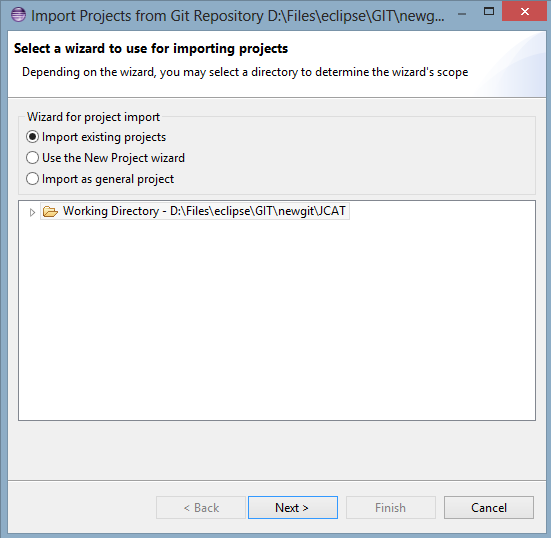 Import Projects from Git Repository D:\Files\eclipse\GIT\newg...
Select a wizard to use for importing projects
Depending on the wizard, you may select a directory to determine the wizard's scope
Wizard for project import
Import existing projects
Use the New Project wizard
Import as general project
Working Directory - D:\Files\eclipse\GIT\newgit\JCAT
< Back
Next >
Finish
Cancel